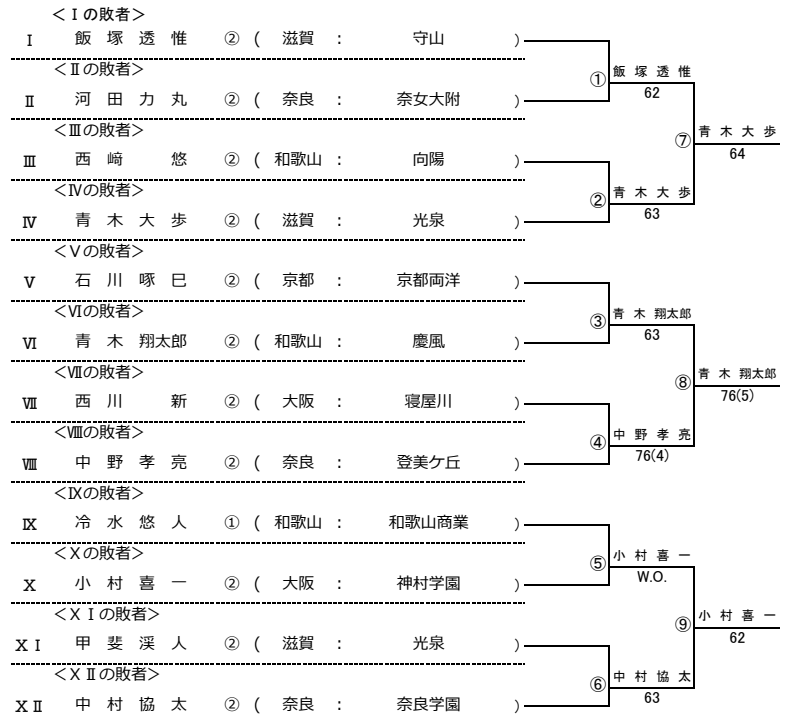 ＜Ⅰの敗者＞
Ⅰ 飯 塚 透 惟 ② ( 滋賀 : 守山 )
＜Ⅱの敗者＞
① 飯 塚 透 惟
62
Ⅱ 河 田 力 丸 ② ( 奈良 : 奈女大附 )
＜Ⅲの敗者＞
⑦ 青 木 大 歩
64
Ⅲ 西 﨑 悠 ② ( 和歌山 : 向陽 )
＜Ⅳの敗者＞
② 青 木 大 歩
63
Ⅳ 青 木 大 歩 ② ( 滋賀 : 光泉 )
＜Ⅴの敗者＞
Ⅴ 石 川 啄 巳 ② ( 京都 : 京都両洋 )
＜Ⅵの敗者＞
③ 青 木 翔太郎
63
Ⅵ 青 木 翔太郎 ② ( 和歌山 : 慶風 )
＜Ⅶの敗者＞
⑧ 青 木 翔太郎
76(5)
Ⅶ 西 川 新 ② ( 大阪 : 寝屋川 )
＜Ⅷの敗者＞
④ 中 野 孝 亮
76(4)
Ⅷ 中 野 孝 亮 ② ( 奈良 : 登美ケ丘 )
＜Ⅸの敗者＞
Ⅸ 冷 水 悠 人 ① ( 和歌山 : 和歌山商業 )
＜Ⅹの敗者＞
⑤ 小 村 喜 一
W.O.
Ⅹ 小 村 喜 一 ② ( 大阪 : 神村学園 )
＜ⅩⅠの敗者＞
⑨ 小 村 喜 一
62
ⅩⅠ 甲 斐 渓 人 ② ( 滋賀 : 光泉 )
＜ⅩⅡの敗者＞
⑥ 中 村 協 太
63
ⅩⅡ 中 村 協 太 ② ( 奈良 : 奈良学園 )